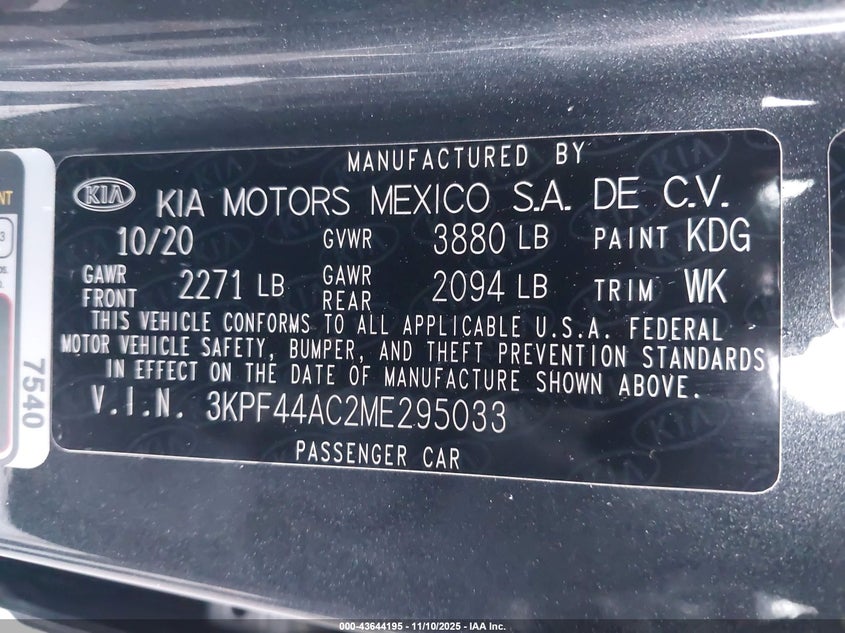 MANUFACTURED BY
KIA KIA MOTORS MEXICO S.A. DE C.V.
10/20 GVWR 3880 LB PAINT KDG
GAWR FRONT 2271 LB GAWR REAR 2094 LB TRIM WK
THIS VEHICLE CONFORMS TO ALL APPLICABLE U.S.A. FEDERAL
MOTOR VEHICLE SAFETY, BUMPER, AND THEFT PREVENTION STANDARDS
IN EFFECT ON THE DATE OF MANUFACTURE SHOWN ABOVE.
V.I.N. 3KPF44AC2ME295033
PASSENGER CAR
7540
000-43644195 - 11/10/2025 - IAA Inc.